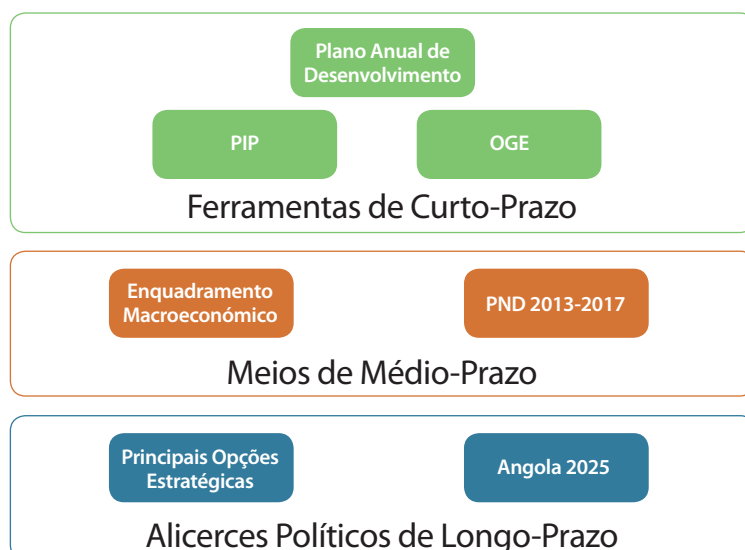 Plano Anual de
Desenvolvimento
PIP
OGE
Ferramentas de Curto-Prazo
Enquadramento
Macroeconómico
PND 2013-2017
Meios de Médio-Prazo
Principais Opções
Estratégicas
Angola 2025
Alicerces Políticos de Longo-Prazo